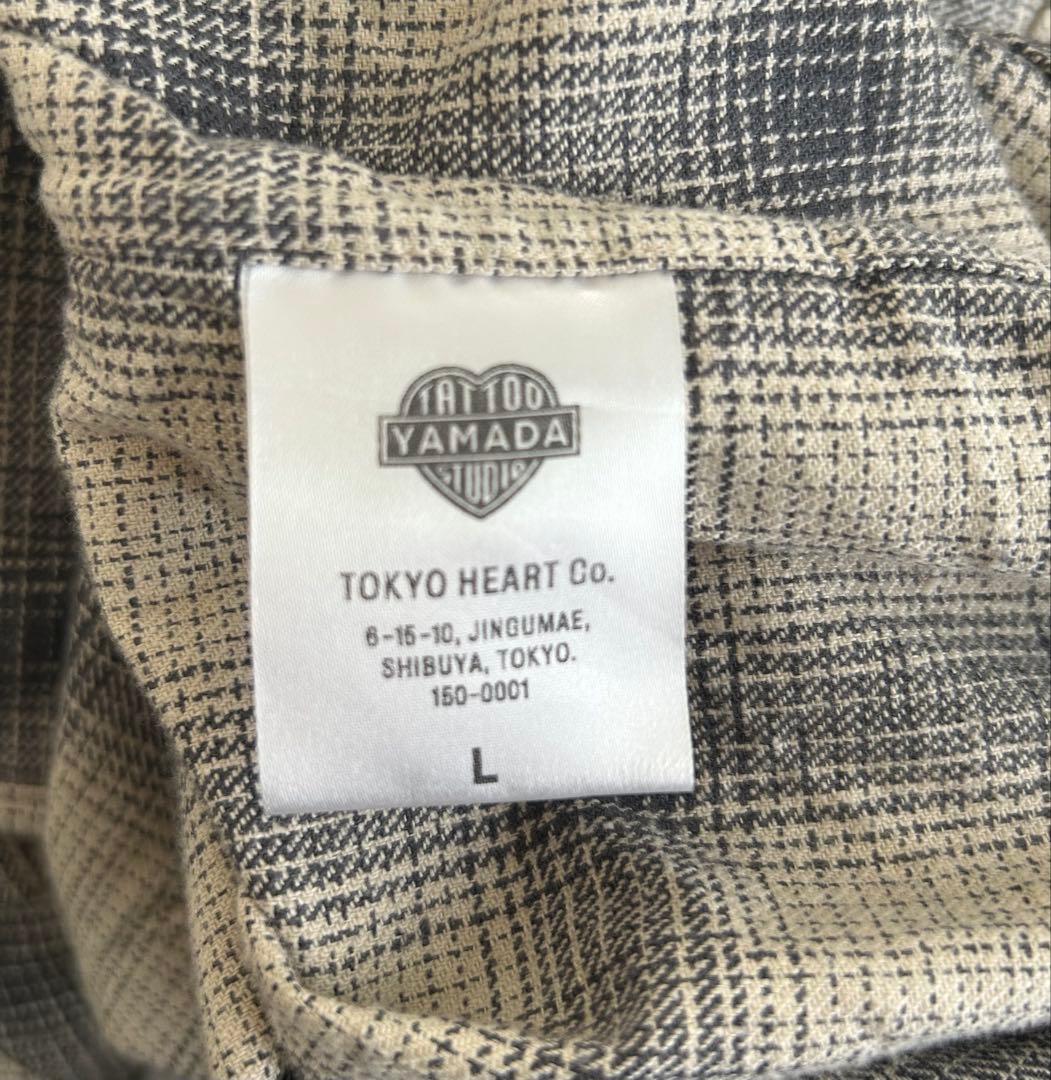 TATTOO
YAMADA
STUDIO
TOKYO HEART Co.
6-15-10, JINGUMAE,
SHIBUYA, TOKYO.
150-0001
L